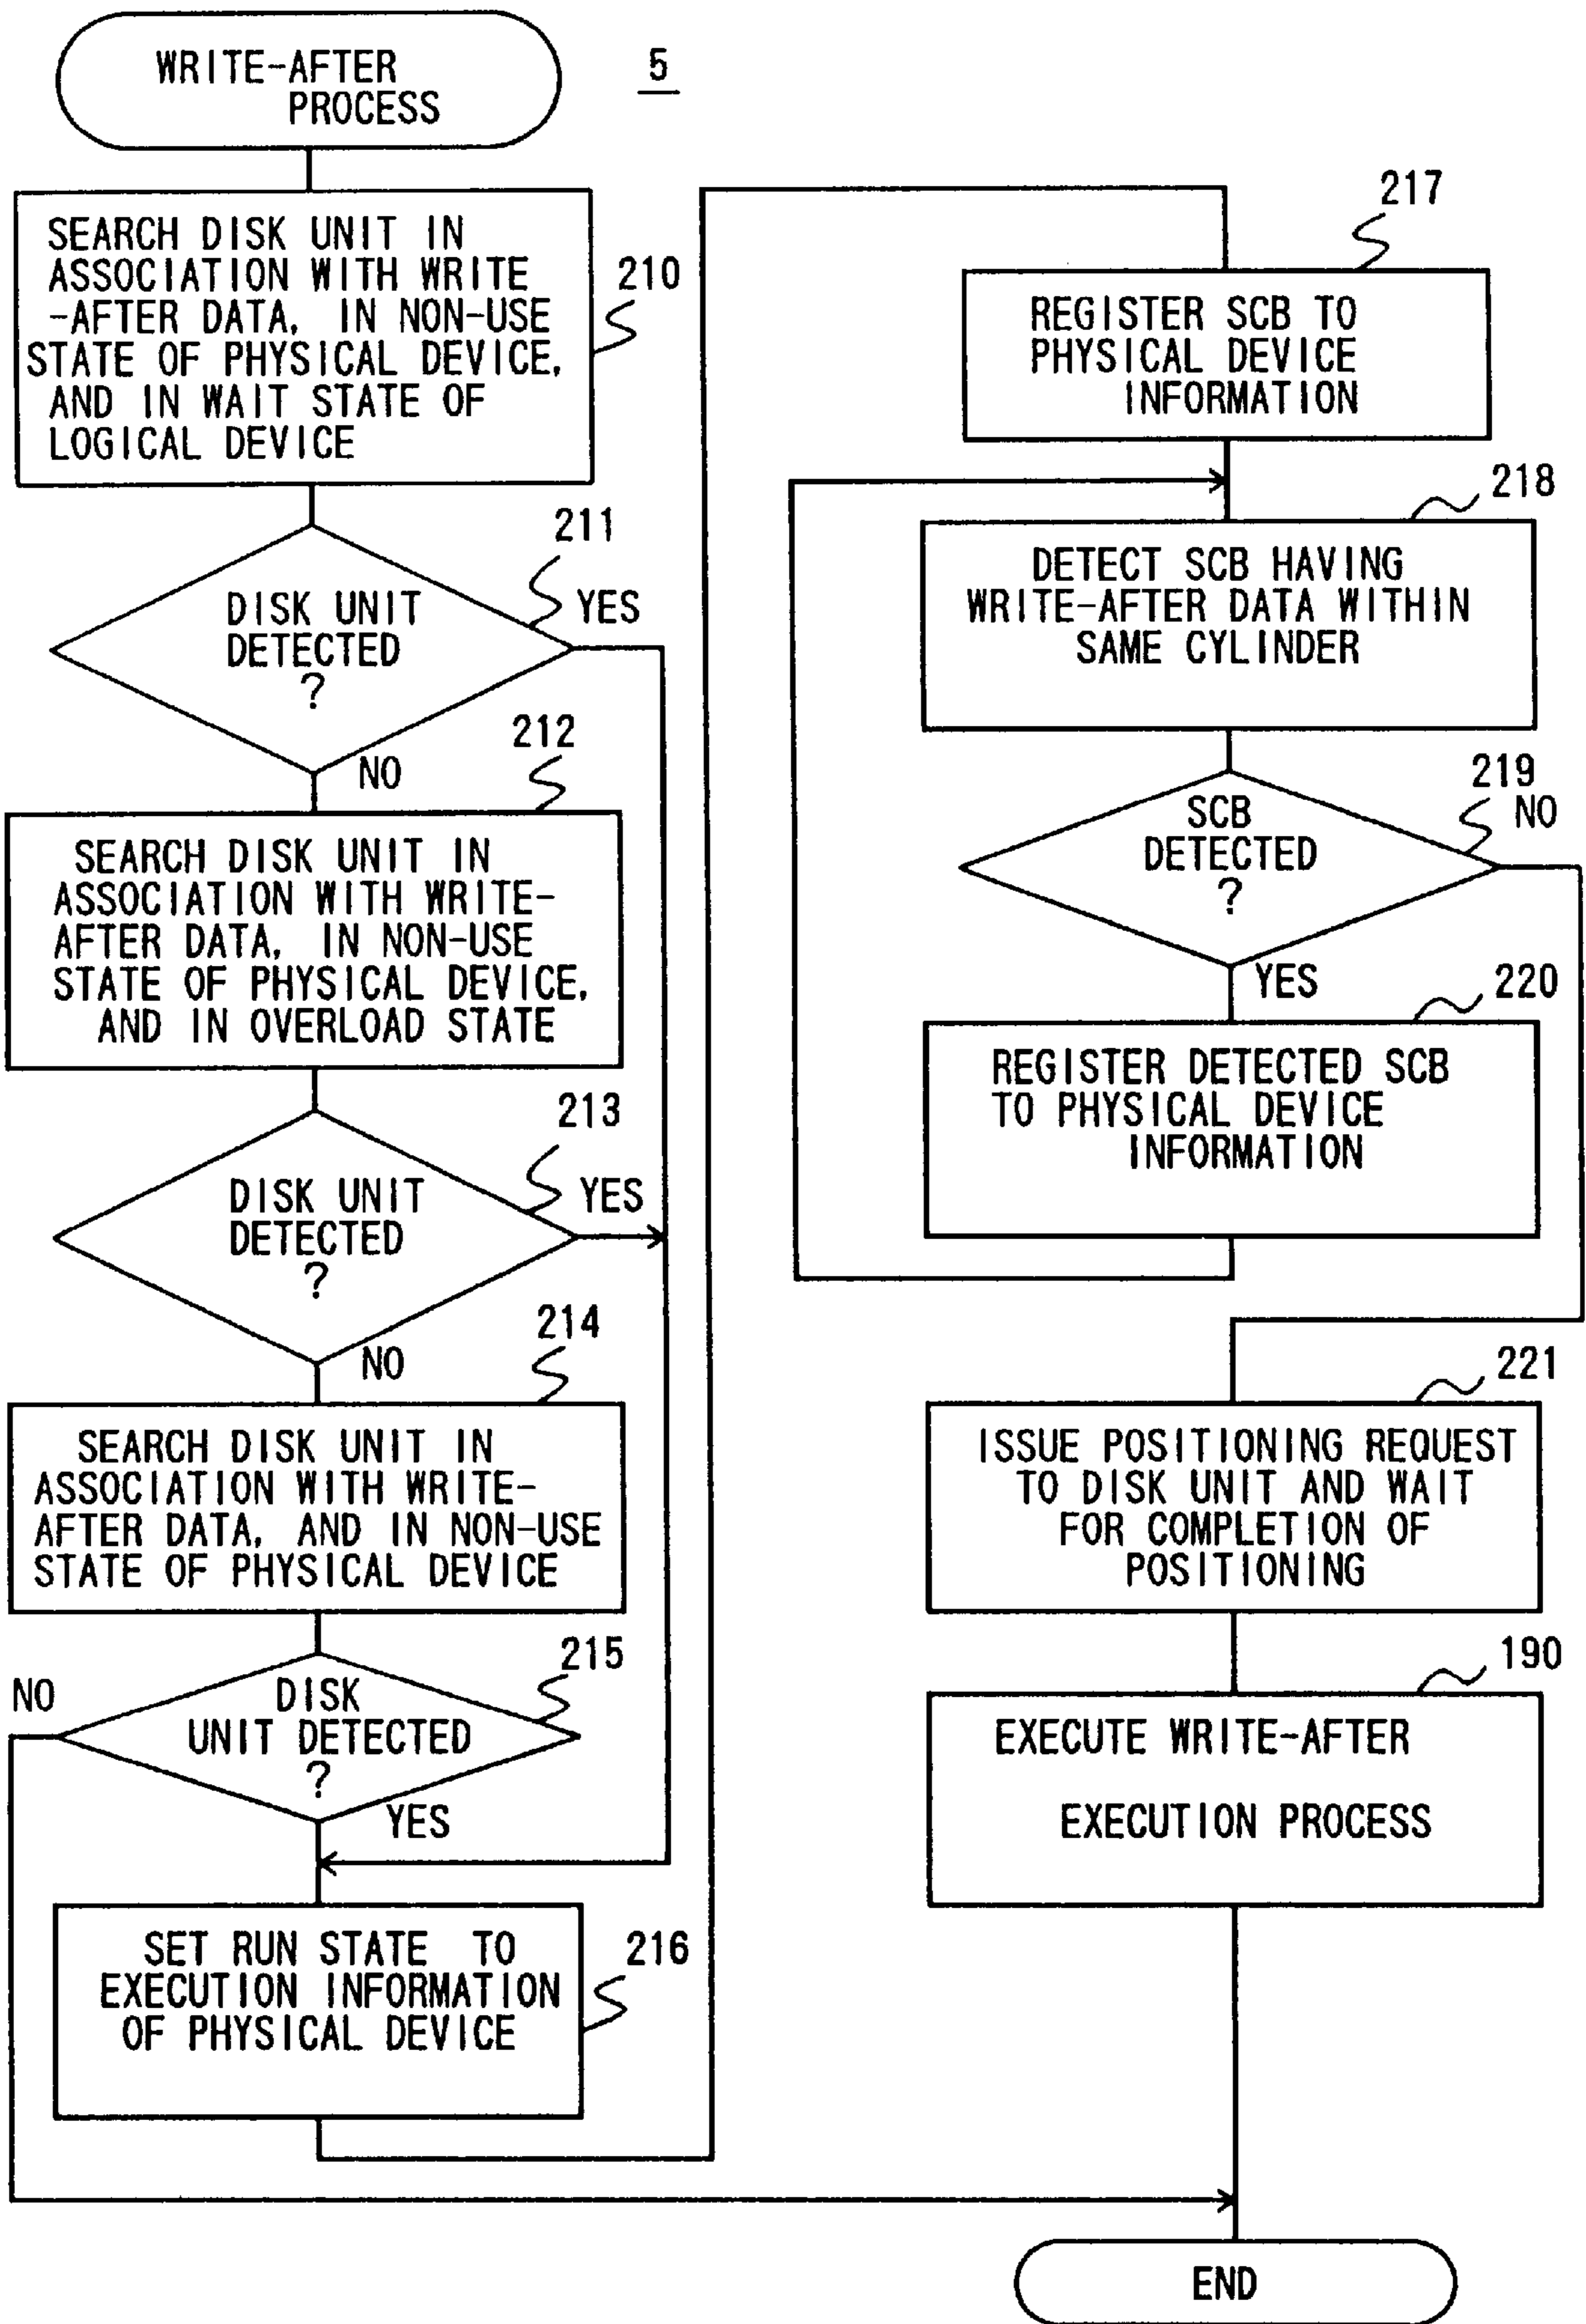 WRITE-AFTER
PROCESS
5
SEARCH DISK UNIT IN
ASSOCIATION WITH WRITE
-AFTER DATA, IN NON-USE
STATE OF PHYSICAL DEVICE,
AND IN WAIT STATE OF
LOGICAL DEVICE
210
211
DISK UNIT
DETECTED
?
YES
NO
212
SEARCH DISK UNIT IN
ASSOCIATION WITH WRITE-
AFTER DATA, IN NON-USE
STATE OF PHYSICAL DEVICE,
AND IN OVERLOAD STATE
213
DISK UNIT
DETECTED
?
YES
NO
214
SEARCH DISK UNIT IN
ASSOCIATION WITH WRITE-
AFTER DATA, AND IN NON-USE
STATE OF PHYSICAL DEVICE
215
NO
DISK
UNIT DETECTED
?
YES
SET RUN STATE TO
EXECUTION INFORMATION
OF PHYSICAL DEVICE
216
217
REGISTER SCB TO
PHYSICAL DEVICE
INFORMATION
218
DETECT SCB HAVING
WRITE-AFTER DATA WITHIN
SAME CYLINDER
219
SCB
DETECTED
?
NO
YES
220
REGISTER DETECTED SCB
TO PHYSICAL DEVICE
INFORMATION
221
ISSUE POSITIONING REQUEST
TO DISK UNIT AND WAIT
FOR COMPLETION OF
POSITIONING
190
EXECUTE WRITE-AFTER
EXECUTION PROCESS
END